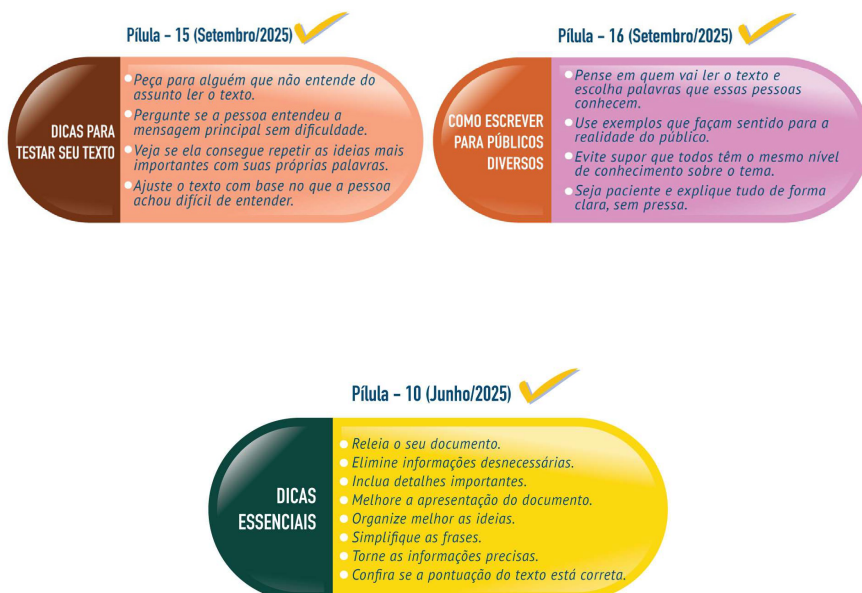 Pílula - 15 (Setembro/2025)
DICAS PARA
TESTAR SEU TEXTO
Peça para alguém que não entende do
assunto ler o texto.
Pergunte se a pessoa entendeu a
mensagem principal sem dificuldade.
Veja se ela consegue repetir as ideias mais
importantes com suas próprias palavras.
Ajuste o texto com base no que a pessoa
achou difícil de entender.
Pílula - 16 (Setembro/2025)
COMO ESCREVER
PARA PÚBLICOS
DIVERSOS
Pense em quem vai ler o texto e
escolha palavras que essas pessoas
conhecem.
Use exemplos que façam sentido para a
realidade do público.
Evite supor que todos têm o mesmo nível
de conhecimento sobre o tema.
Seja paciente e explique tudo de forma
clara, sem pressa.
Pílula - 10 (Junho/2025)
DICAS
ESSENCIAIS
Releia o seu documento.
Elimine informações desnecessárias.
Inclua detalhes importantes.
Melhore a apresentação do documento.
Organize melhor as ideias.
Simplifique as frases.
Torne as informações precisas.
Confira se a pontuação do texto está correta.